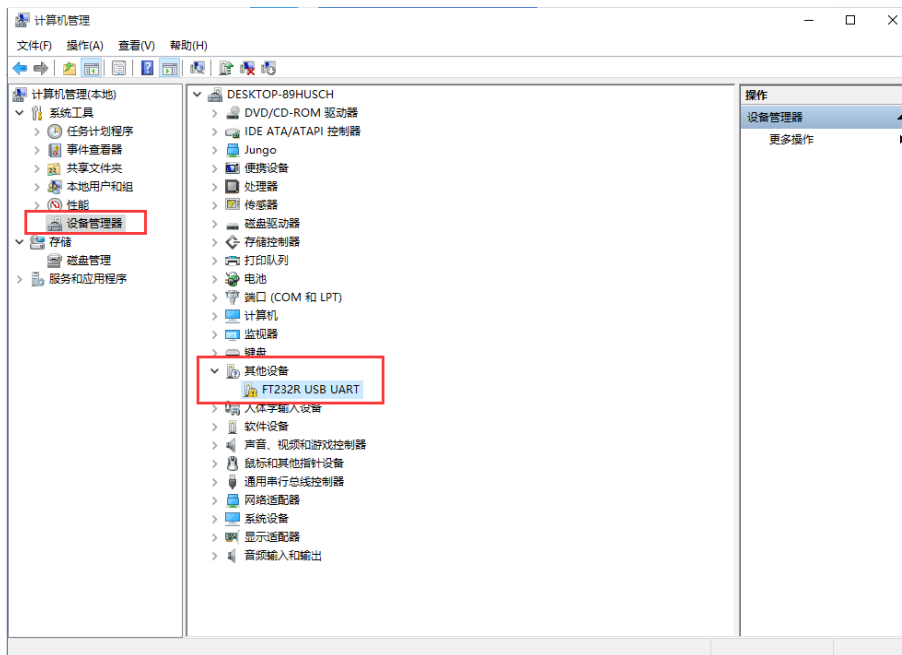 计算机管理
文件(F) 操作(A) 查看(V) 帮助(H)
计算机管理(本地)
系统工具
任务计划程序
事件查看器
共享文件夹
本地用户和组
性能
设备管理器
存储
磁盘管理
服务和应用程序
DESKTOP-89HUSCH
DVD/CD-ROM 驱动器
IDE ATA/ATAPI 控制器
Jungo
便携设备
处理器
传感器
磁盘驱动器
存储控制器
打印队列
电池
端口 (COM 和 LPT)
计算机
监视器
键盘
其他设备
FT232R USB UART
人体学输入设备
软件设备
声音、视频和游戏控制器
鼠标和其他指针设备
通用串行总线控制器
网络适配器
系统设备
显示适配器
音频输入和输出
操作
设备管理器
更多操作